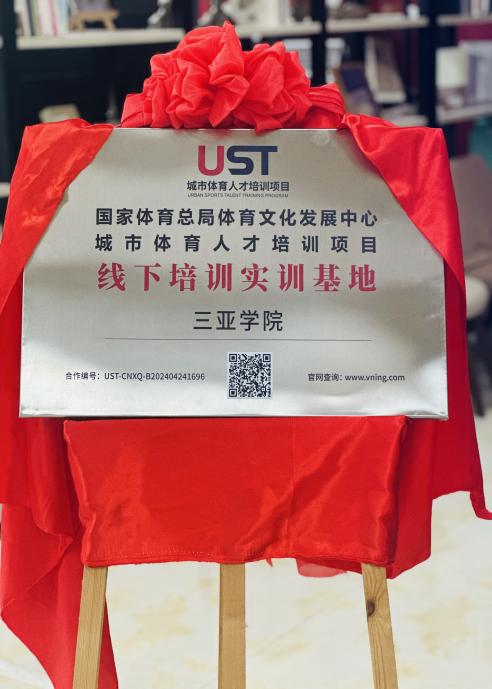 UST
城市体育人才培训项目
URBAN SPORTS TALENT TRAINING PROGRAM
国家体育总局体育文化发展中心
城市体育人才培训项目
线下培训实训基地
三亚学院
合作编号：UST-CNXQ-B202404241696
官网查询：www.vning.com